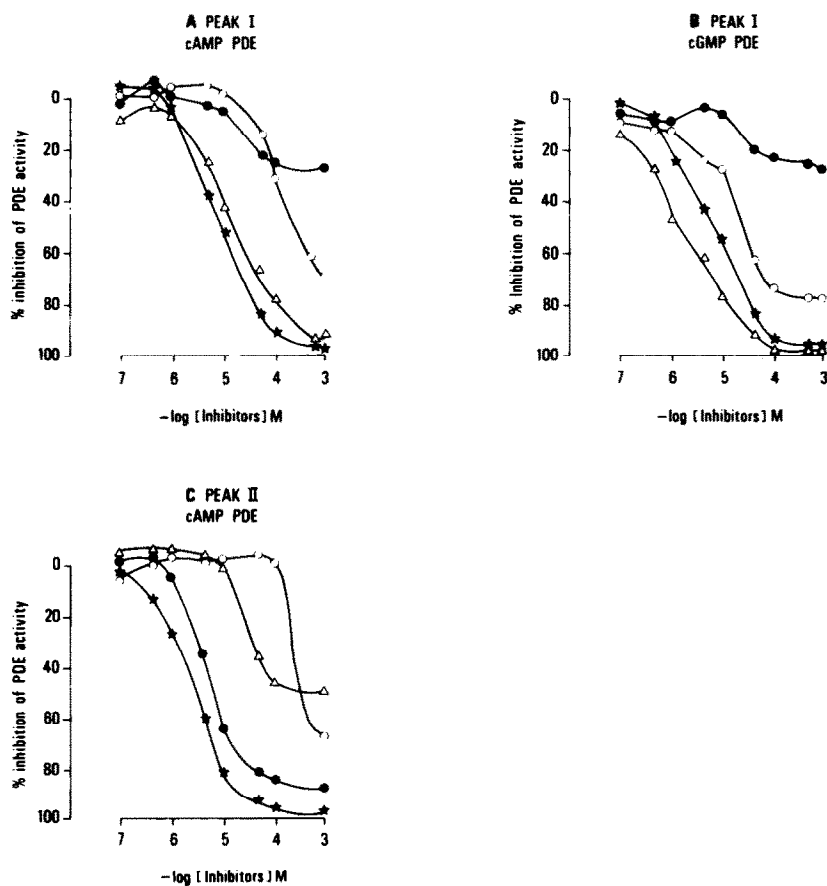 A PEAK I
cAMP PDE
% inhibition of PDE activity
0
20
40
60
80
100
7 6 5 4 3
-log [Inhibitors] M
B PEAK I
cGMP PDE
% Inhibition of PDE activity
0
20
40
60
80
100
7 6 5 4 3
-log [Inhibitors] M
C PEAK II
cAMP PDE
% inhibition of PDE activity
0
20
40
60
80
100
7 6 5 4 3
-log [Inhibitors] M